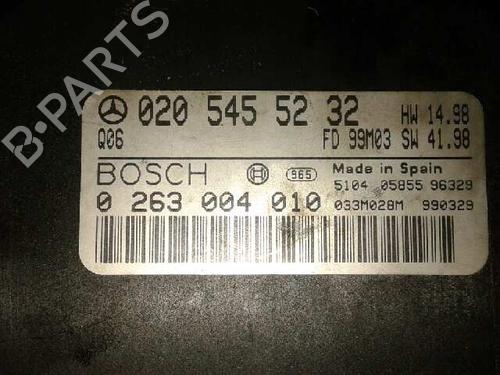 020 545 52 32 HW 14.98
Q06 FD 99M03 SW 41.98
BOSCH 965 Made in Spain
5104 05855 96329
0 263 004 010 033M028M 990329
B-PARTS